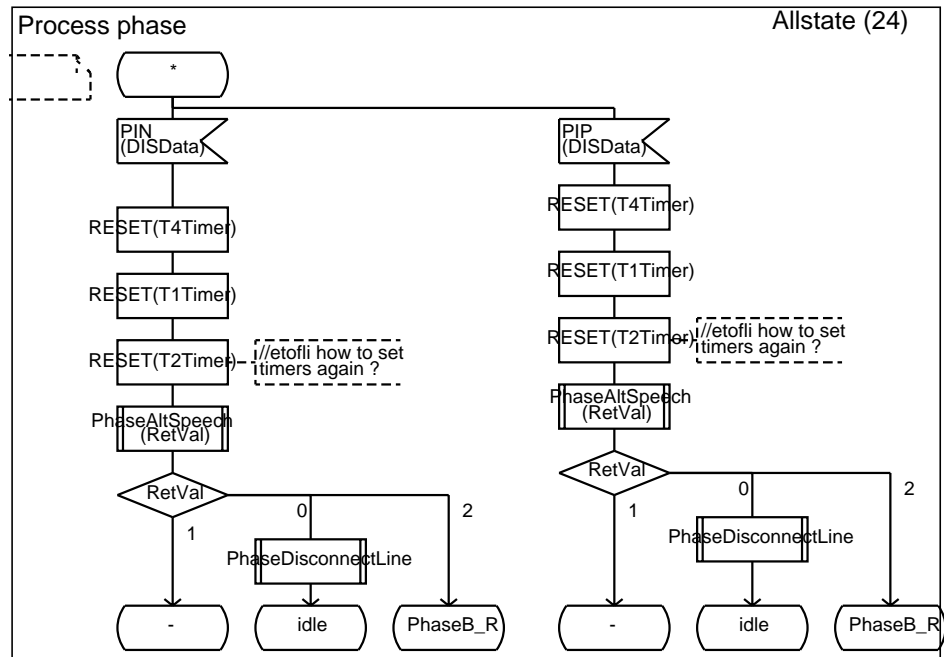 Process phase
Allstate (24)
*
PIN
(DISData)
RESET(T4Timer)
RESET(T1Timer)
RESET(T2Timer)
//etofli how to set
timers again ?
PhaseAltSpeech
(RetVal)
RetVal
1
0
2
PhaseDisconnectLine
-
idle
PhaseB_R
PIP
(DISData)
RESET(T4Timer)
RESET(T1Timer)
RESET(T2Timer)
//etofli how to set
timers again ?
PhaseAltSpeech
(RetVal)
RetVal
1
0
2
PhaseDisconnectLine
-
idle
PhaseB_R